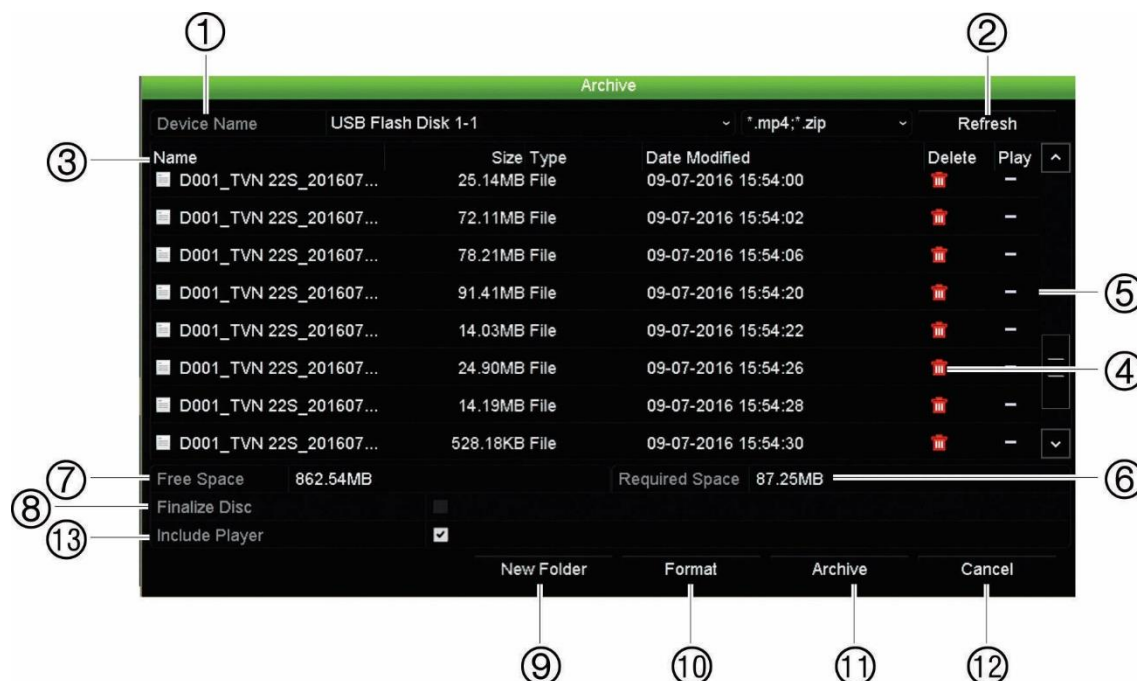 ① ②
Archive
Device Name USB Flash Disk 1-1 *.mp4;*.zip Refresh
③ Name Size Type Date Modified Delete Play
D001_TVN 22S_201607... 25.14MB File 09-07-2016 15:54:00
D001_TVN 22S_201607... 72.11MB File 09-07-2016 15:54:02
D001_TVN 22S_201607... 78.21MB File 09-07-2016 15:54:06
D001_TVN 22S_201607... 91.41MB File 09-07-2016 15:54:20 ⑤
D001_TVN 22S_201607... 14.03MB File 09-07-2016 15:54:22
D001_TVN 22S_201607... 24.90MB File 09-07-2016 15:54:26 ④
D001_TVN 22S_201607... 14.19MB File 09-07-2016 15:54:28
D001_TVN 22S_201607... 528.18KB File 09-07-2016 15:54:30
⑦ Free Space 862.54MB Required Space 87.25MB ⑥
⑧ Finalize Disc
⑬ Include Player
New Folder Format Archive Cancel
⑨ ⑩ ⑪ ⑫